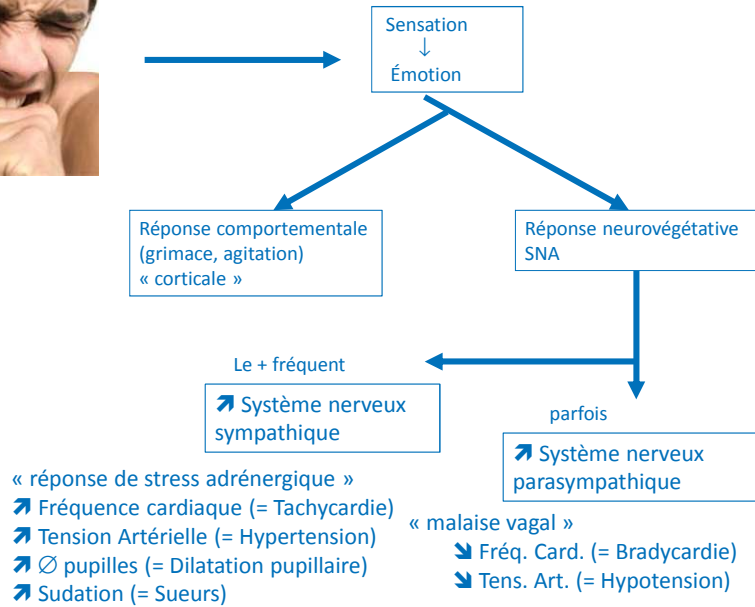 Sensation
↓
Émotion
Réponse comportementale
(grimace, agitation)
« corticale »
Réponse neurovégétative
SNA
Le + fréquent
↗ Système nerveux
sympathique
parfois
↗ Système nerveux
parasympathique
« réponse de stress adrénergique »
↗ Fréquence cardiaque (= Tachycardie)
↗ Tension Artérielle (= Hypertension)
↗ ∅ pupilles (= Dilatation pupillaire)
↗ Sudation (= Sueurs)
« malaise vagal »
↘ Fréq. Card. (= Bradycardie)
↘ Tens. Art. (= Hypotension)